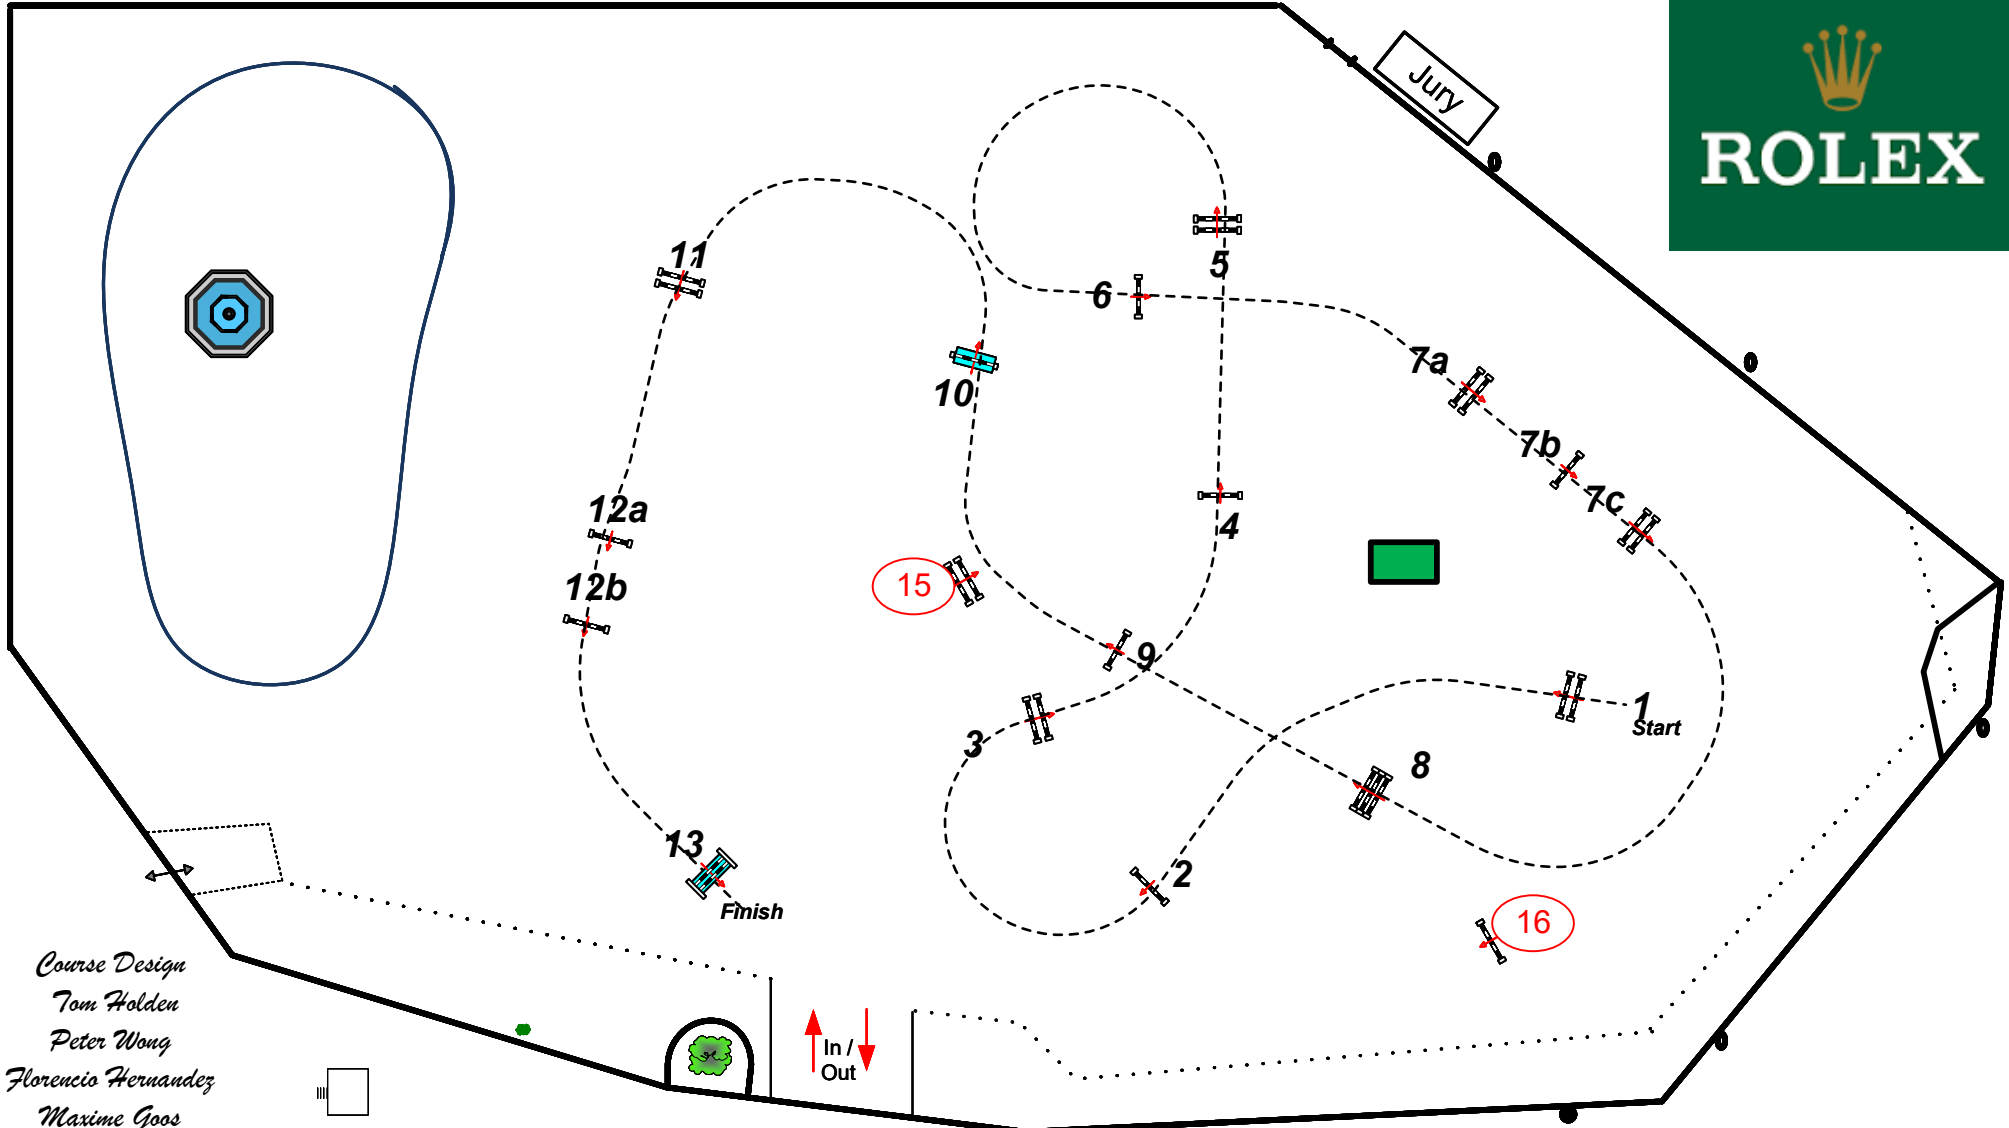 Jury
ROLEX
11
5
6
7a
10
7b
7c
12a
4
15
12b
9
1
Start
3
8
13
2
Finish
16
Course Design
Tom Holden
Peter Wong
Florencio Hernandez
Maxime Goos
In /
Out